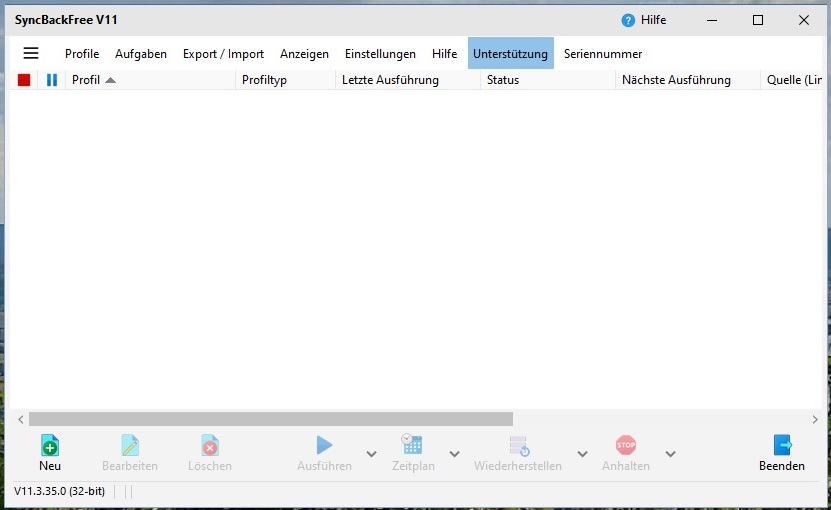 SyncBackFree V11
Hilfe
Profile Aufgaben Export / Import Anzeigen Einstellungen Hilfe Unterstützung Seriennummer
Profil Profiltyp Letzte Ausführung Status Nächste Ausführung Quelle (Lin
STOP
Neu Bearbeiten Löschen Ausführen Zeitplan Wiederherstellen Anhalten Beenden
V11.3.35.0 (32-bit)